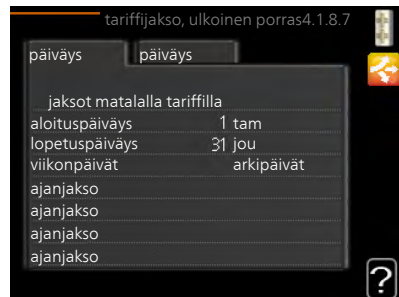 tariffijakso, ulkoinen porras4.1.8.7
päiväys päiväys
jaksot matalalla tariffilla
aloituspäiväys 1 tam
lopetuspäiväys 31 jou
viikonpäivät arkipäivät
ajanjakso
ajanjakso
ajanjakso
ajanjakso
?